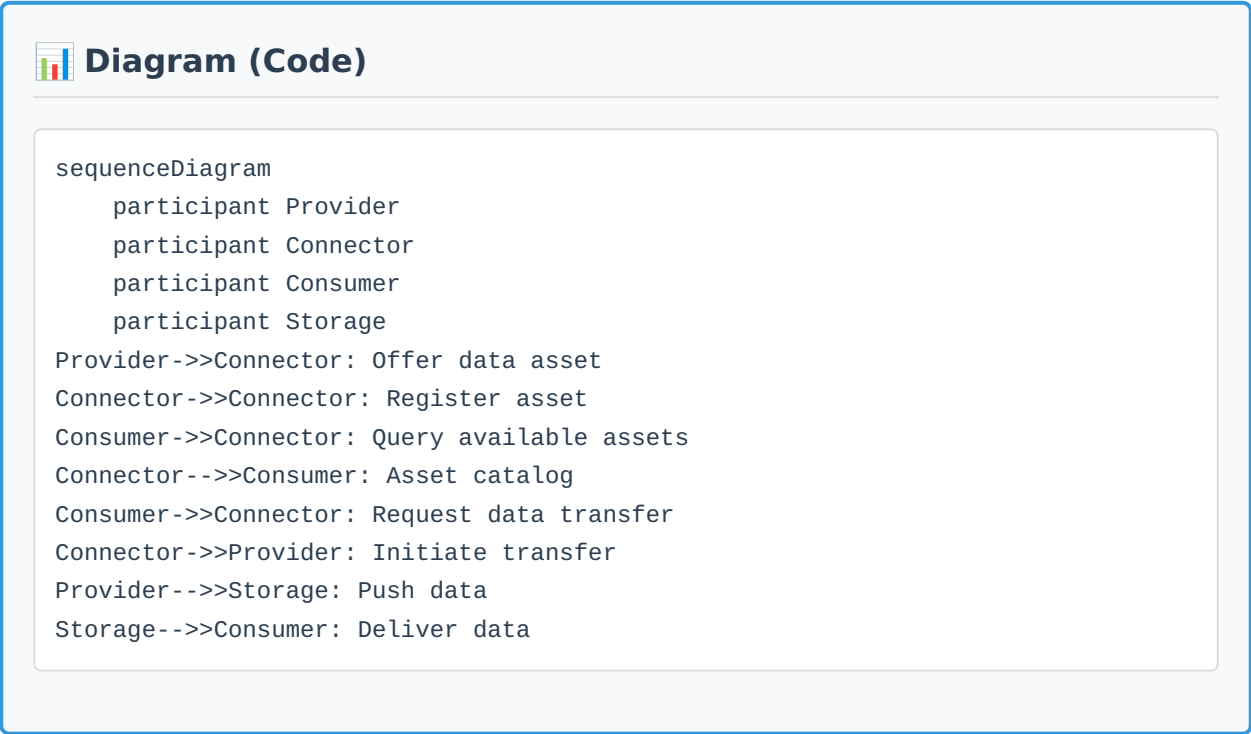 📊 Diagram (Code)
sequenceDiagram
    participant Provider
    participant Connector
    participant Consumer
    participant Storage
Provider->>Connector: Offer data asset
Connector->>Connector: Register asset
Consumer->>Connector: Query available assets
Connector-->>Consumer: Asset catalog
Consumer->>Connector: Request data transfer
Connector->>Provider: Initiate transfer
Provider-->>Storage: Push data
Storage-->>Consumer: Deliver data